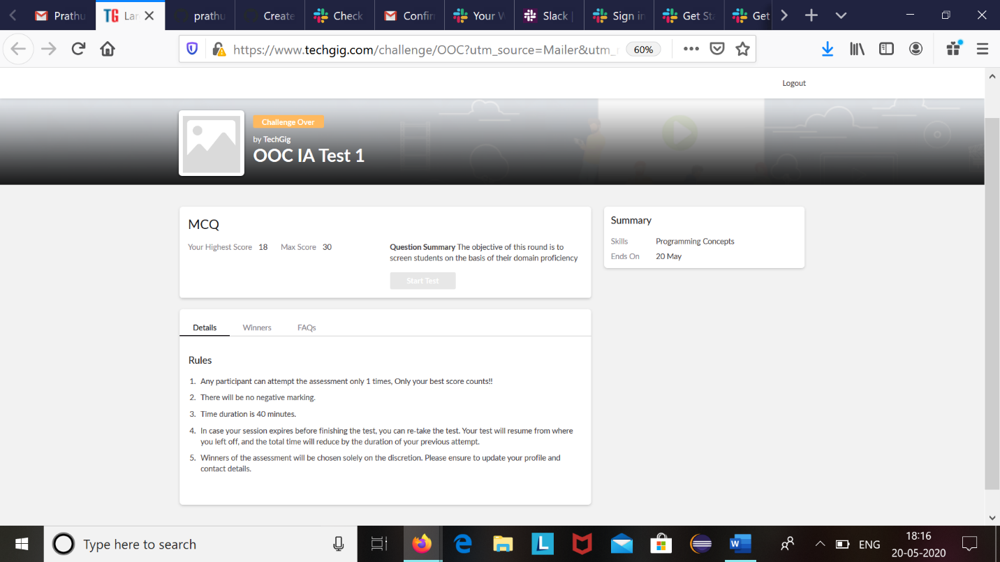 Prathu
TG
Lar
prathu
Create
Check
Confir
Your W
Slack |
Sign in
Get Sta
Get
https://www.techgig.com/challenge/OOC?utm_source=Mailer&utm_
60%
Logout
Challenge Over
by TechGig
OOC IA Test 1
MCQ
Your Highest Score 18 Max Score 30
Question Summary The objective of this round is to
screen students on the basis of their domain proficiency
Start Test
Summary
Skills Programming Concepts
Ends On 20 May
Details Winners FAQs
Rules
1. Any participant can attempt the assessment only 1 times, Only your best score counts!!
2. There will be no negative marking.
3. Time duration is 40 minutes.
4. In case your session expires before finishing the test, you can re-take the test. Your test will resume from where
you left off, and the total time will reduce by the duration of your previous attempt.
5. Winners of the assessment will be chosen solely on the discretion. Please ensure to update your profile and
contact details.
Type here to search
ENG
18:16
20-05-2020